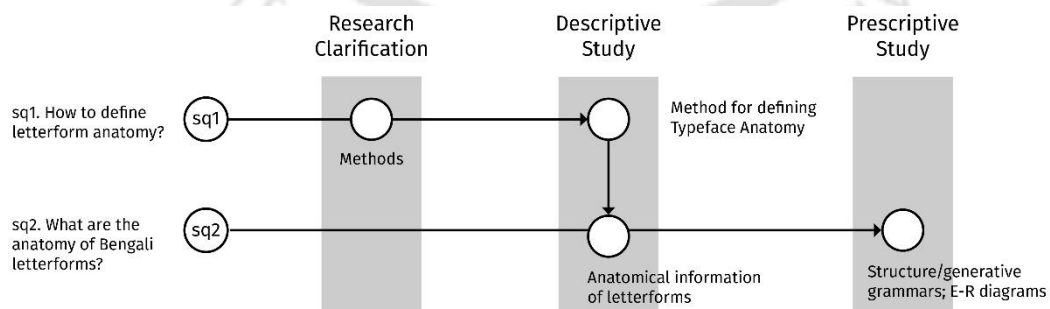 Research
Clarification
Descriptive
Study
Prescriptive
Study
sq1. How to define
letterform anatomy?
sq1
Methods
Method for defining
Typeface Anatomy
sq2. What are the
anatomy of Bengali
letterforms?
sq2
Anatomical information
of letterforms
Structure/generative
grammars; E-R diagrams